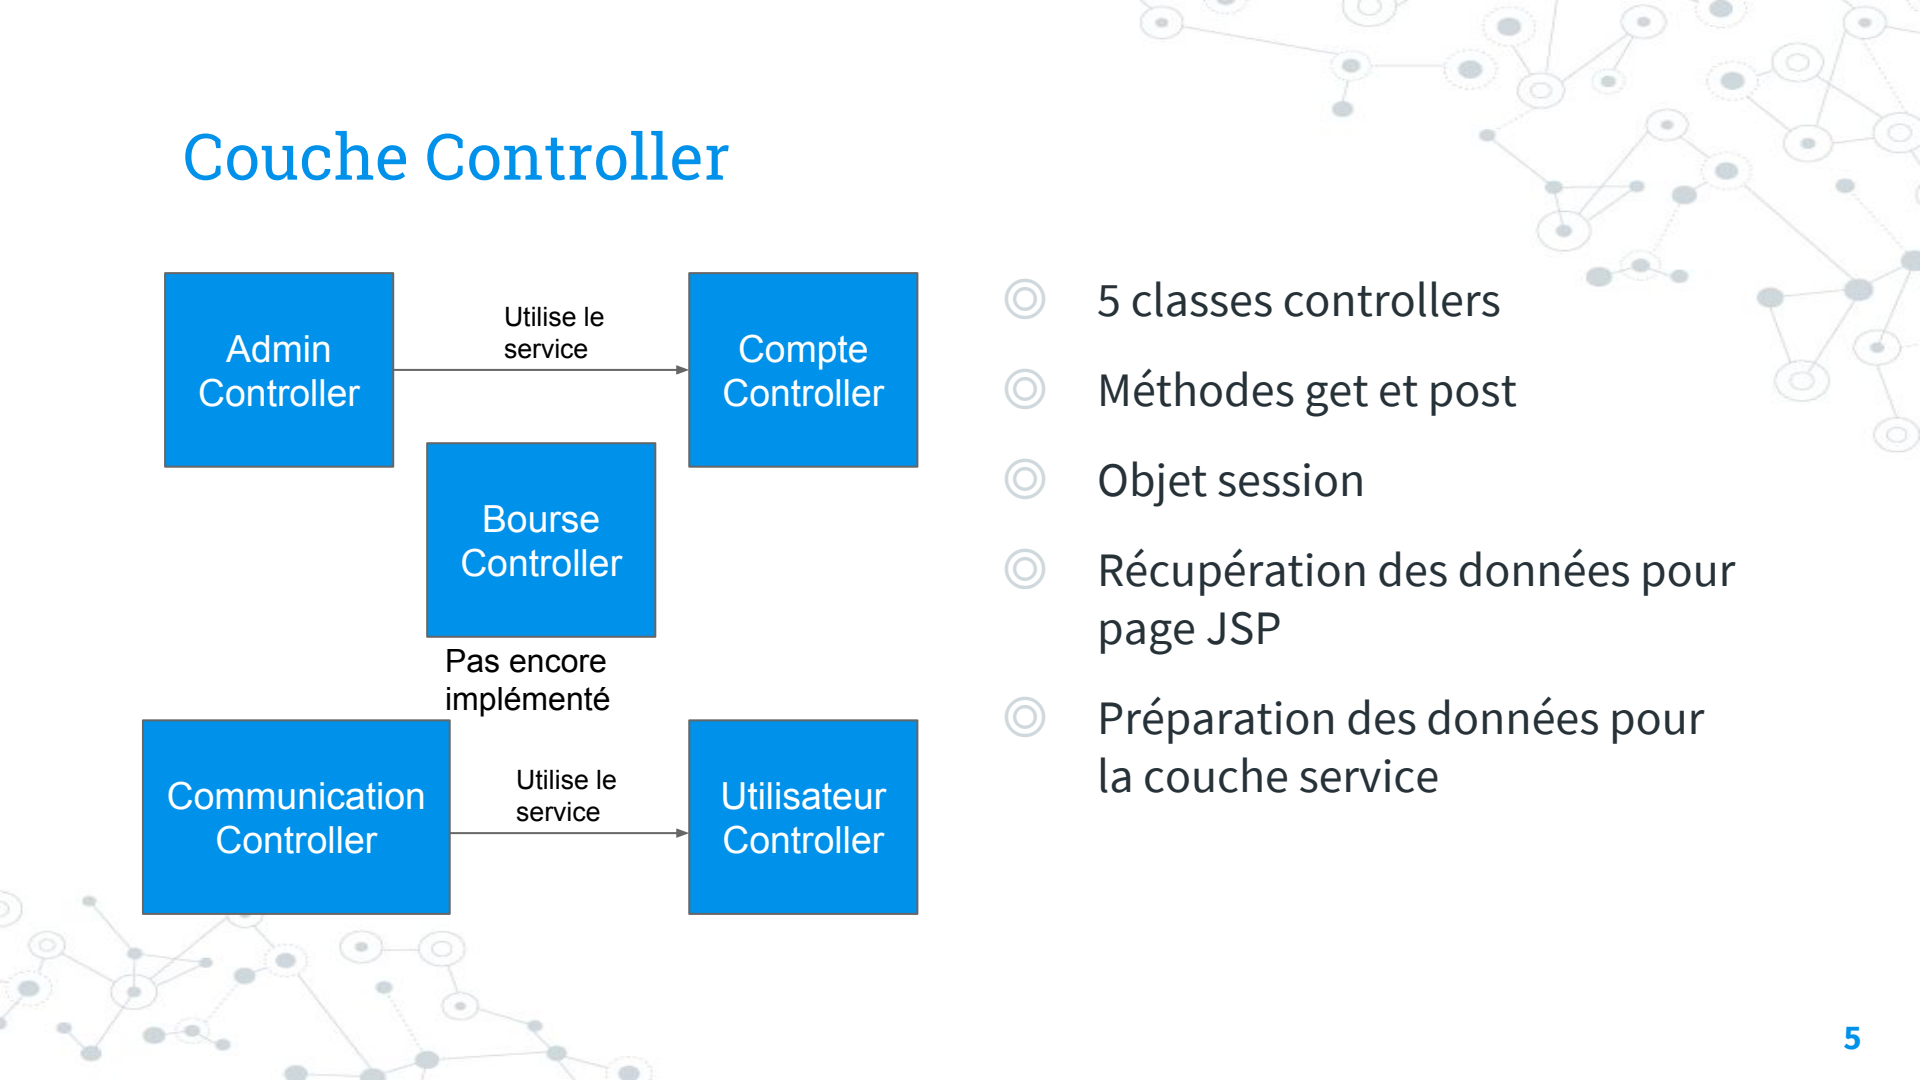 Couche Controller
Admin
Controller
Utilise le
service
Compte
Controller
Bourse
Controller
Pas encore
implémenté
Communication
Controller
Utilise le
service
Utilisateur
Controller
5 classes controllers
Méthodes get et post
Objet session
Récupération des données pour
page JSP
Préparation des données pour
la couche service
5